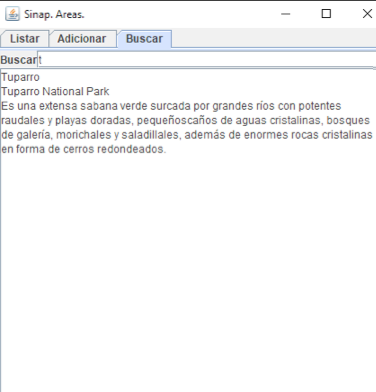 Sinap. Areas.
Listar Adicionar Buscar
Buscar t
Tuparro
Tuparro National Park
Es una extensa sabana verde surcada por grandes ríos con potentes
raudales y playas doradas, pequeñoscaños de aguas cristalinas, bosques
de galería, morichales y saladillales, además de enormes rocas cristalinas
en forma de cerros redondeados.